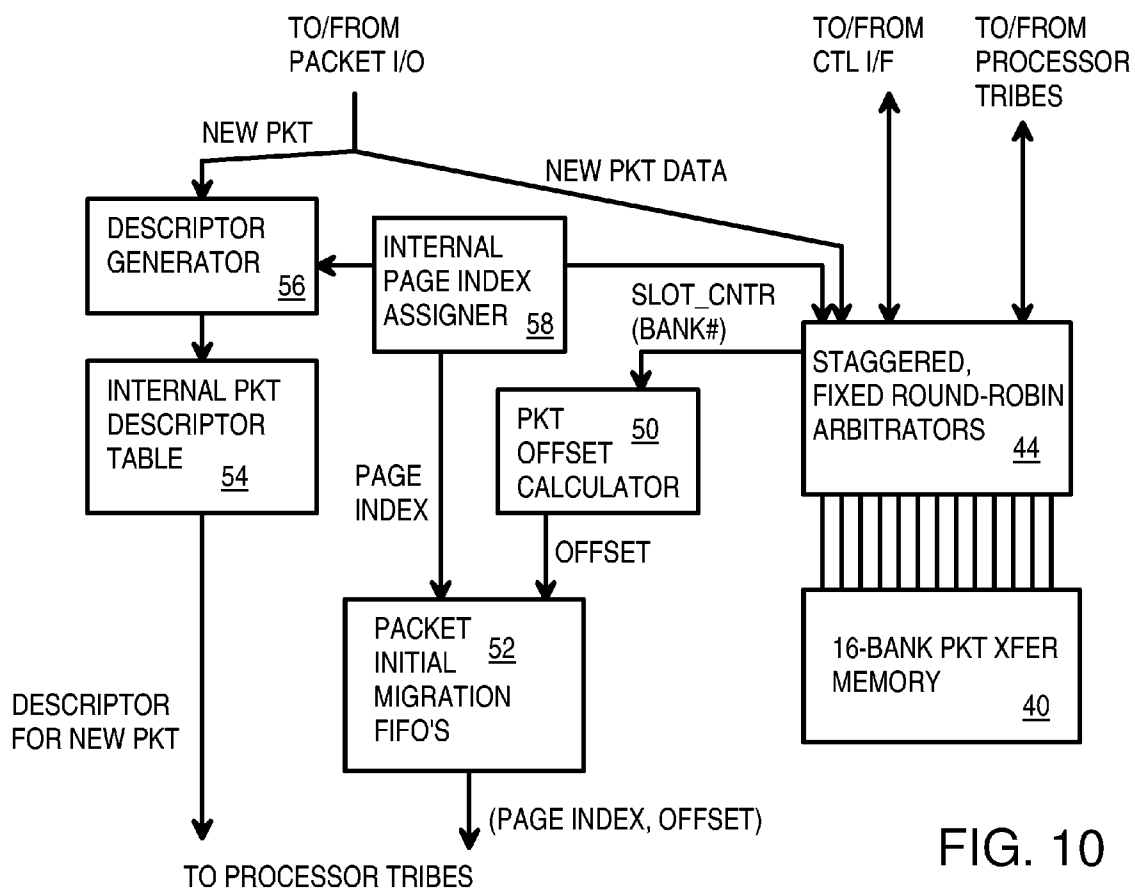 TO/FROM
PACKET I/O
TO/FROM
CTL I/F
TO/FROM
PROCESSOR
TRIBES
NEW PKT
NEW PKT DATA
DESCRIPTOR
GENERATOR
56
INTERNAL
PAGE INDEX
ASSIGNER
58
SLOT_CNTR
(BANK#)
STAGGERED,
FIXED ROUND-ROBIN
ARBITRATORS
44
INTERNAL PKT
DESCRIPTOR
TABLE
54
PKT
OFFSET
CALCULATOR
50
PAGE
INDEX
OFFSET
PACKET
INITIAL
MIGRATION
FIFO'S
52
16-BANK PKT XFER
MEMORY
40
DESCRIPTOR
FOR NEW PKT
(PAGE INDEX, OFFSET)
TO PROCESSOR TRIBES
FIG. 10